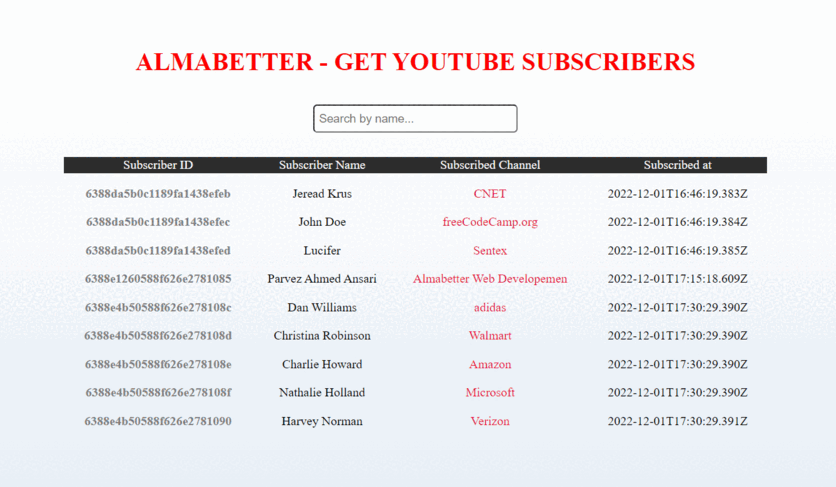 ALMABETTER - GET YOUTUBE SUBSCRIBERS
Search by name...
Subscriber ID Subscriber Name Subscribed Channel Subscribed at
6388da5b0c1189fa1438efeb Jeread Krus CNET 2022-12-01T16:46:19.383Z
6388da5b0c1189fa1438efec John Doe freeCodeCamp.org 2022-12-01T16:46:19.384Z
6388da5b0c1189fa1438efed Lucifer Sentex 2022-12-01T16:46:19.385Z
6388e1260588f626e2781085 Parvez Ahmed Ansari Almabetter Web Developemen 2022-12-01T17:15:18.609Z
6388e4b50588f626e278108c Dan Williams adidas 2022-12-01T17:30:29.390Z
6388e4b50588f626e278108d Christina Robinson Walmart 2022-12-01T17:30:29.390Z
6388e4b50588f626e278108e Charlie Howard Amazon 2022-12-01T17:30:29.390Z
6388e4b50588f626e278108f Nathalie Holland Microsoft 2022-12-01T17:30:29.390Z
6388e4b50588f626e2781090 Harvey Norman Verizon 2022-12-01T17:30:29.391Z